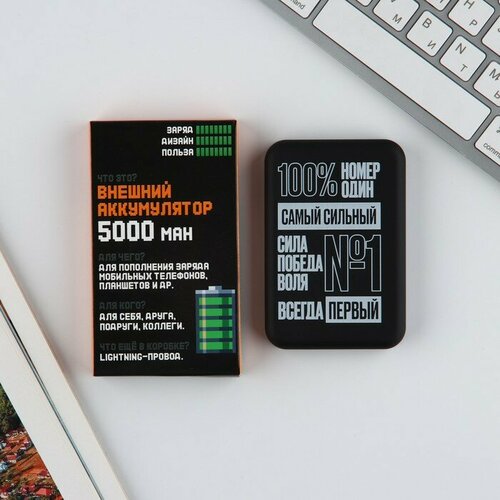 ЗАРЯД
ДИЗАЙН
ПОЛЬЗА
ЧТО ЭТО?
ВНЕШНИЙ
АККУМУЛЯТОР
5000 МАН
ДЛЯ ЧЕГО?
ДЛЯ ПОПОЛНЕНИЯ ЗАРЯДА
МОБИЛЬНЫХ ТЕЛЕФОНОВ,
ПЛАНШЕТОВ И ДР.
ДЛЯ КОГО?
ДЛЯ СЕБЯ, ДРУГА,
ПОДРУГИ, КОЛЛЕГИ.
ЧТО ЕЩЁ В КОРОБКЕ?
LIGHTNING-ПРОВОД.
100% НОМЕР ОДИН
САМЫЙ СИЛЬНЫЙ
СИЛА
ПОБЕДА
ВОЛЯ
№1
ВСЕГДА ПЕРВЫЙ
command